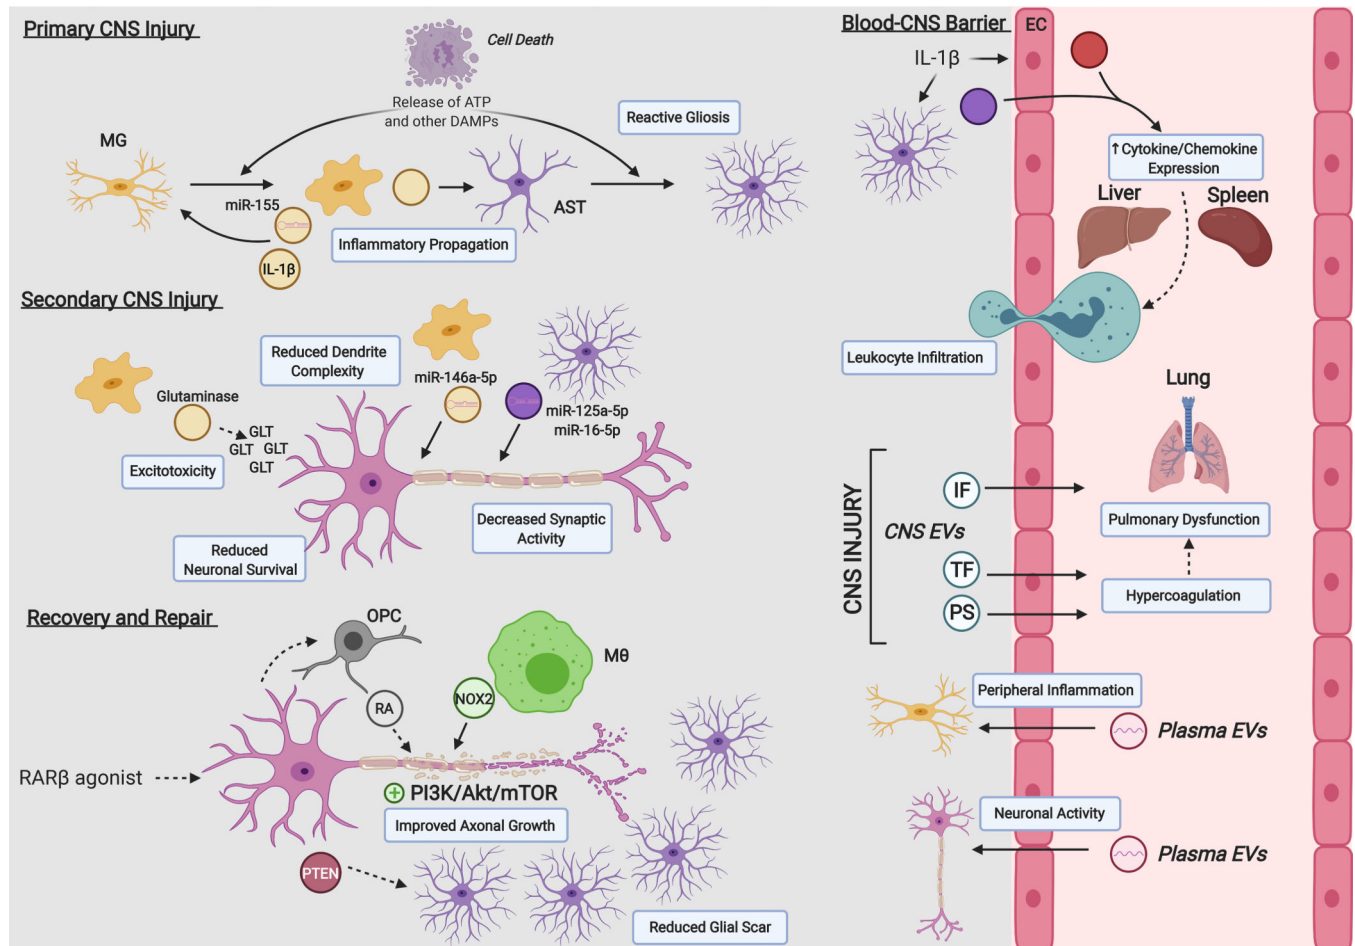 Primary CNS Injury
Cell Death
Release of ATP
and other DAMPs
Reactive Gliosis
MG
miR-155
AST
Inflammatory Propagation
IL-1β
Secondary CNS Injury
Reduced Dendrite
Complexity
miR-146a-5p
Glutaminase
miR-125a-5p
miR-16-5p
GLT
GLT GLT
GLT
Excitotoxicity
Decreased Synaptic
Activity
Reduced
Neuronal Survival
Recovery and Repair
OPC
Mθ
NOX2
RA
RARβ agonist
+ PI3K/Akt/mTOR
Improved Axonal Growth
PTEN
Reduced Glial Scar
Blood-CNS Barrier
EC
IL-1β
↑Cytokine/Chemokine
Expression
Liver
Spleen
Leukocyte Infiltration
Lung
CNS INJURY
CNS EVs
IF
Pulmonary Dysfunction
TF
Hypercoagulation
PS
Peripheral Inflammation
Plasma EVs
Neuronal Activity
Plasma EVs